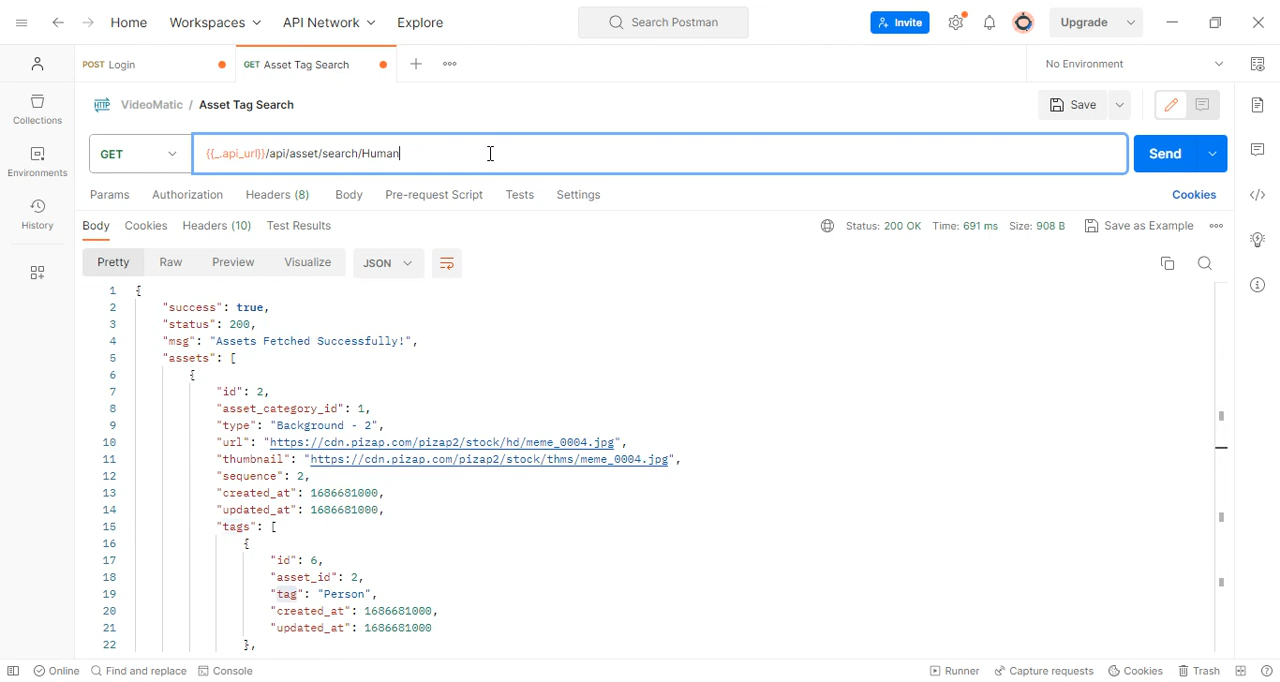 Home Workspaces API Network Explore Search Postman Invite Upgrade
POST Login GET Asset Tag Search No Environment
HTTP VideoMatic / Asset Tag Search Save
GET {{_.api_url}}/api/asset/search/Human Send
Params Authorization Headers (8) Body Pre-request Script Tests Settings Cookies
Body Cookies Headers (10) Test Results Status: 200 OK Time: 691 ms Size: 908 B Save as Example
Pretty Raw Preview Visualize JSON
Collections
Environments
History
1 {
2 "success": true,
3 "status": 200,
4 "msg": "Assets Fetched Successfully!",
5 "assets": [
6 {
7 "id": 2,
8 "asset_category_id": 1,
9 "type": "Background - 2",
10 "url": "https://cdn.pizap.com/pizap2/stock/hd/meme_0004.jpg",
11 "thumbnail": "https://cdn.pizap.com/pizap2/stock/thms/meme_0004.jpg",
12 "sequence": 2,
13 "created_at": 1686681000,
14 "updated_at": 1686681000,
15 "tags": [
16 {
17 "id": 6,
18 "asset_id": 2,
19 "tag": "Person",
20 "created_at": 1686681000,
21 "updated_at": 1686681000
22 },
Online Find and replace Console Runner Capture requests Cookies Trash